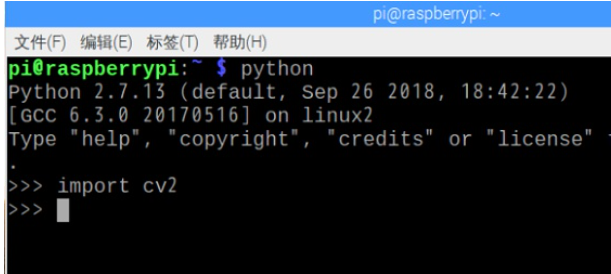 pi@raspberrypi: ~
文件(F) 编辑(E) 标签(T) 帮助(H)
pi@raspberrypi:~ $ python
Python 2.7.13 (default, Sep 26 2018, 18:42:22)
[GCC 6.3.0 20170516] on linux2
Type "help", "copyright", "credits" or "license"
.
>>> import cv2
>>>